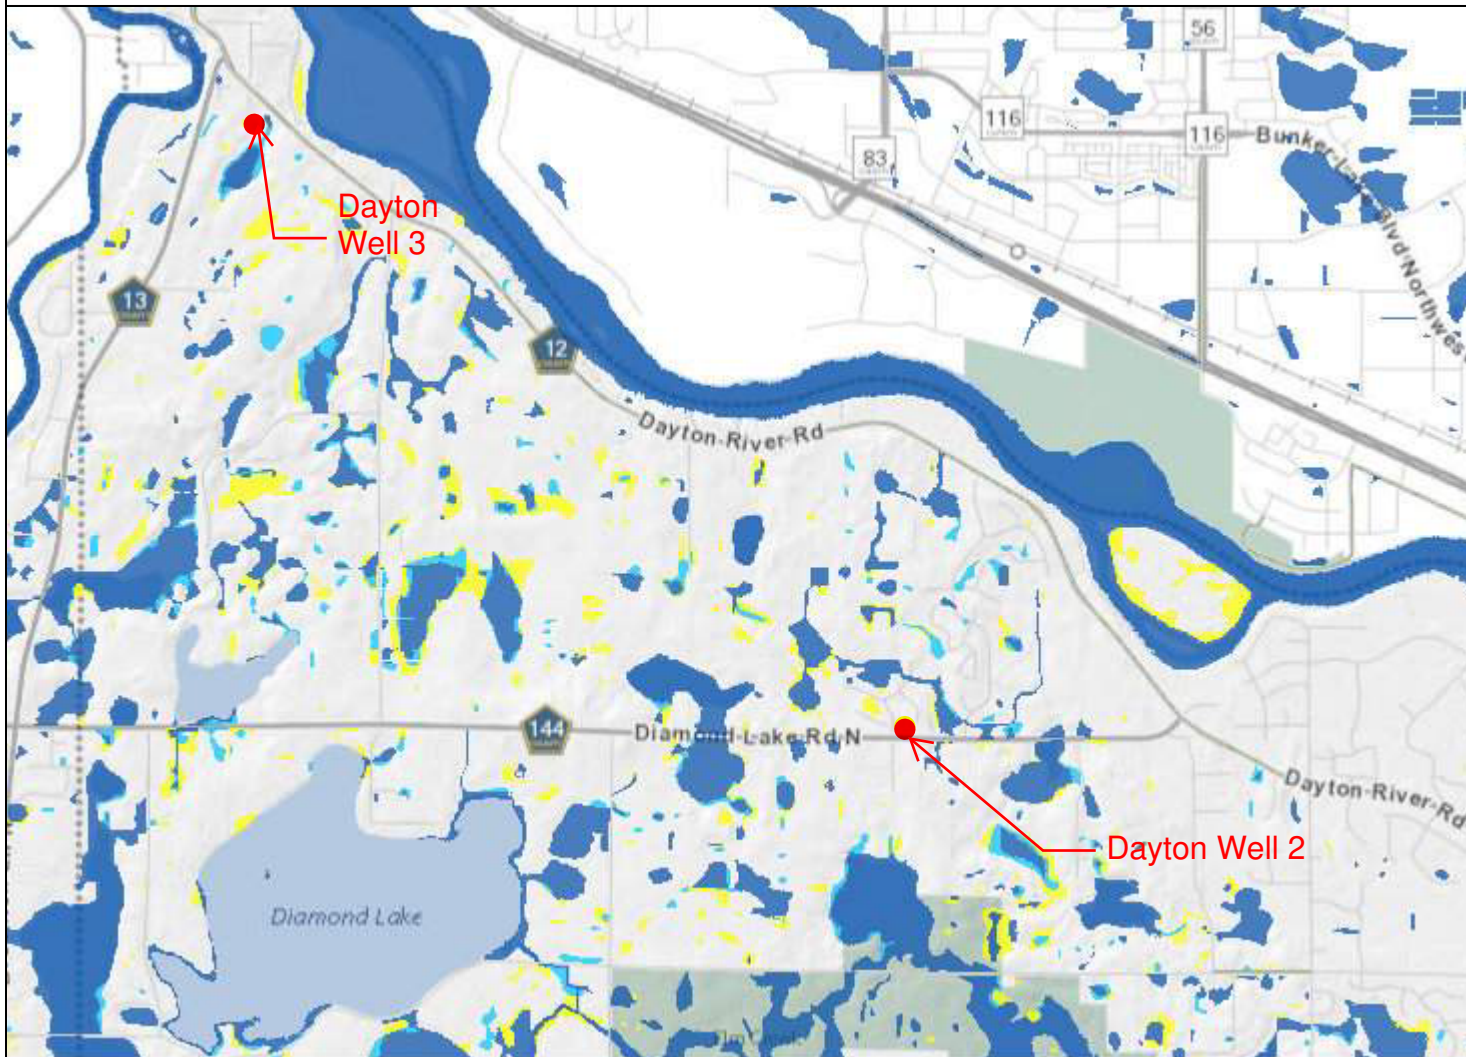 56
116
116
Bunker-Lake-Blvd-Northwest
83
Dayton
Well 3
13
12
Dayton-River-Rd
144
Diamond-Lake-Rd N
Dayton-River-Rd
Dayton Well 2
Diamond Lake